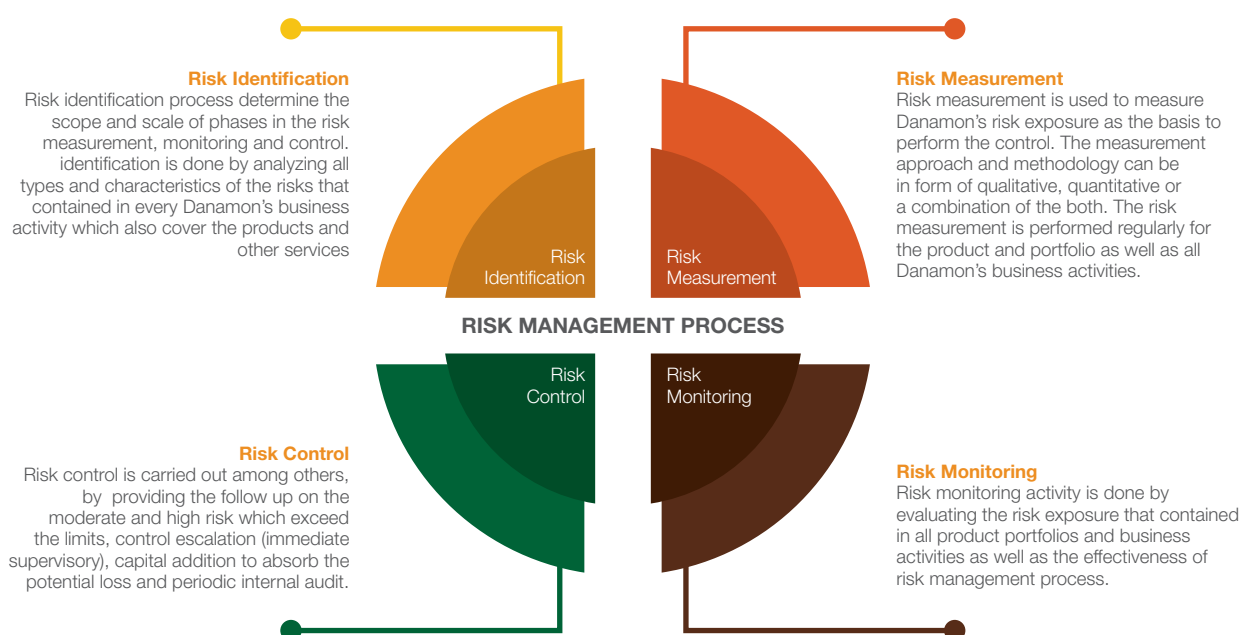 Risk Identification
Risk identification process determine the
scope and scale of phases in the risk
measurement, monitoring and control.
identification is done by analyzing all
types and characteristics of the risks that
contained in every Danamon's business
activity which also cover the products and
other services
Risk Measurement
Risk measurement is used to measure
Danamon's risk exposure as the basis to
perform the control. The measurement
approach and methodology can be
in form of qualitative, quantitative or
a combination of the both. The risk
measurement is performed regularly for
the product and portfolio as well as all
Danamon's business activities.
Risk
Identification
Risk
Measurement
RISK MANAGEMENT PROCESS
Risk
Control
Risk
Monitoring
Risk Control
Risk control is carried out among others,
by providing the follow up on the
moderate and high risk which exceed
the limits, control escalation (immediate
supervisory), capital addition to absorb the
potential loss and periodic internal audit.
Risk Monitoring
Risk monitoring activity is done by
evaluating the risk exposure that contained
in all product portfolios and business
activities as well as the effectiveness of
risk management process.